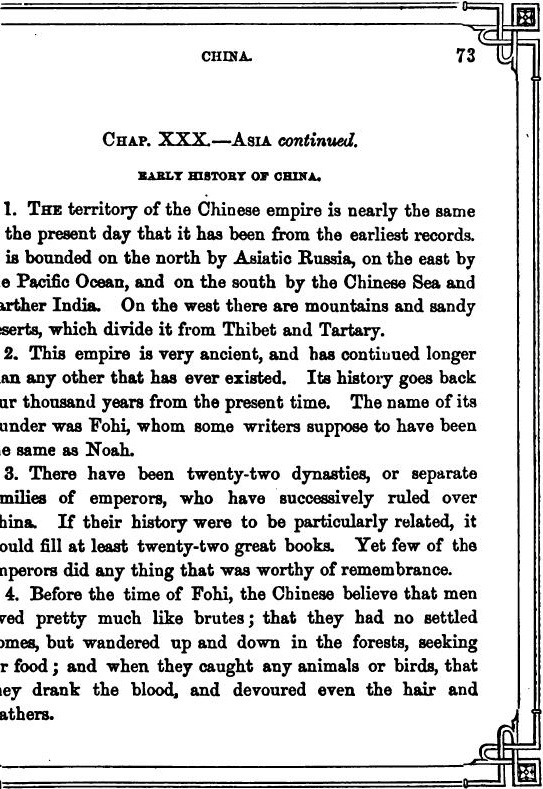 CHINA.
73
CHAP. XXX.—ASIA continued.
EARLY HISTORY OF CHINA.
1. THE territory of the Chinese empire is nearly the same
the present day that it has been from the earliest records.
is bounded on the north by Asiatic Russia, on the east by
e Pacific Ocean, and on the south by the Chinese Sea and
arther India. On the west there are mountains and sandy
serts, which divide it from Thibet and Tartary.
2. This empire is very ancient, and has continued longer
an any other that has ever existed. Its history goes back
ur thousand years from the present time. The name of its
under was Fohi, whom some writers suppose to have been
e same as Noah.
3. There have been twenty-two dynasties, or separate
milies of emperors, who have successively ruled over
hina. If their history were to be particularly related, it
ould fill at least twenty-two great books. Yet few of the
mperors did any thing that was worthy of remembrance.
4. Before the time of Fohi, the Chinese believe that men
ved pretty much like brutes; that they had no settled
omes, but wandered up and down in the forests, seeking
r food; and when they caught any animals or birds, that
ey drank the blood, and devoured even the hair and
athers.